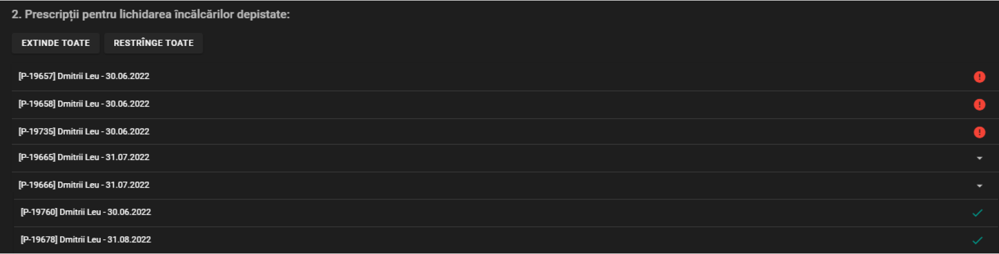 2. Prescripții pentru lichidarea încălcărilor depistate:
EXTINDE TOATE RESTRÎNGE TOATE
[P-19657] Dmitrii Leu - 30.06.2022
[P-19658] Dmitrii Leu - 30.06.2022
[P-19735] Dmitrii Leu - 30.06.2022
[P-19665] Dmitrii Leu - 31.07.2022
[P-19666] Dmitrii Leu - 31.07.2022
[P-19760] Dmitrii Leu - 30.06.2022
[P-19678] Dmitrii Leu - 31.08.2022